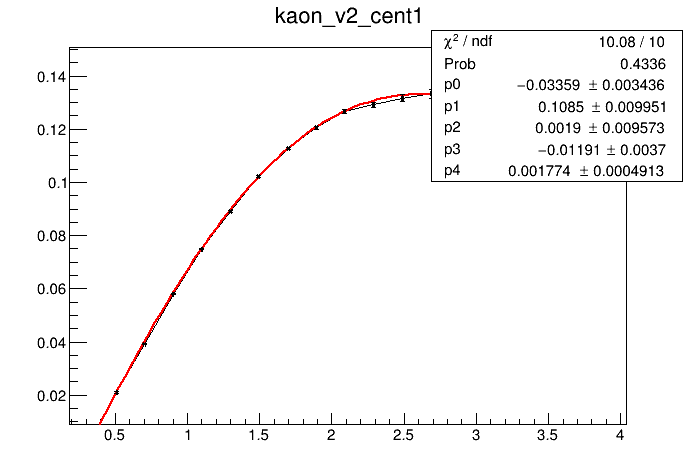 kaon_v2_cent1
χ² / ndf 10.08 / 10
Prob 0.4336
p0 −0.03359 ± 0.003436
p1 0.1085 ± 0.009951
p2 0.0019 ± 0.009573
p3 −0.01191 ± 0.0037
p4 0.001774 ± 0.0004913
0.14
0.12
0.1
0.08
0.06
0.04
0.02
0.5 1 1.5 2 2.5 3 3.5 4